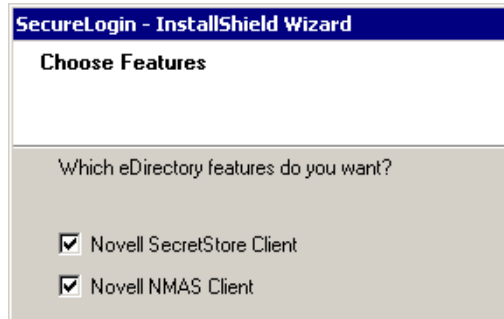 SecureLogin - InstallShield Wizard
Choose Features
Which eDirectory features do you want?
Novell SecretStore Client
Novell NMAS Client